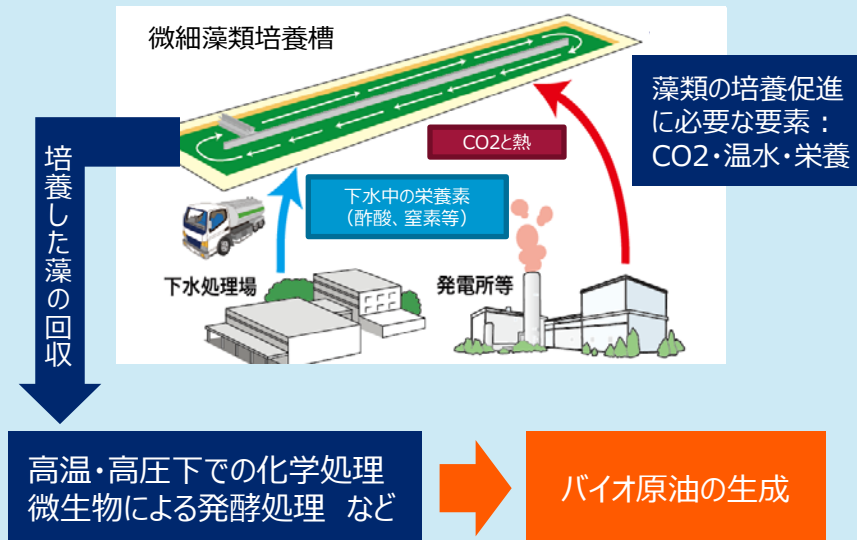 微細藻類培養槽
藻類の培養促進
に必要な要素：
CO2・温水・栄養
CO2と熱
下水中の栄養素
（酢酸、窒素等）
培養した藻の回収
下水処理場
発電所等
高温・高圧下での化学処理
微生物による発酵処理　など
バイオ原油の生成